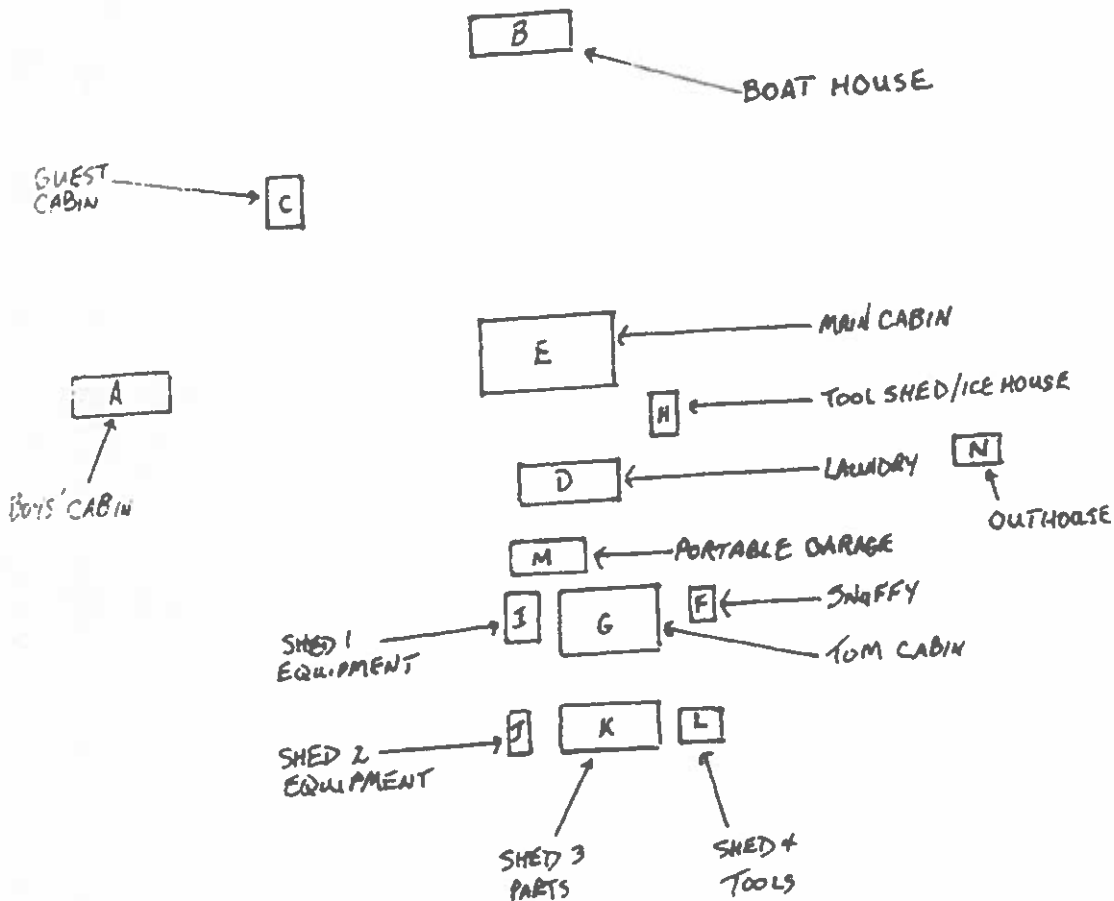 B
BOAT HOUSE
GUEST
CABIN
C
MAIN CABIN
E
A
TOOL SHED/ICE HOUSE
H
N
LAUNDRY
D
BOYS' CABIN
OUTHOUSE
PORTABLE GARAGE
M
I
G
F
SNAFFY
SHED 1
EQUIPMENT
TOM CABIN
J
K
L
SHED 2
EQUIPMENT
SHED 3
PARTS
SHED 4
TOOLS